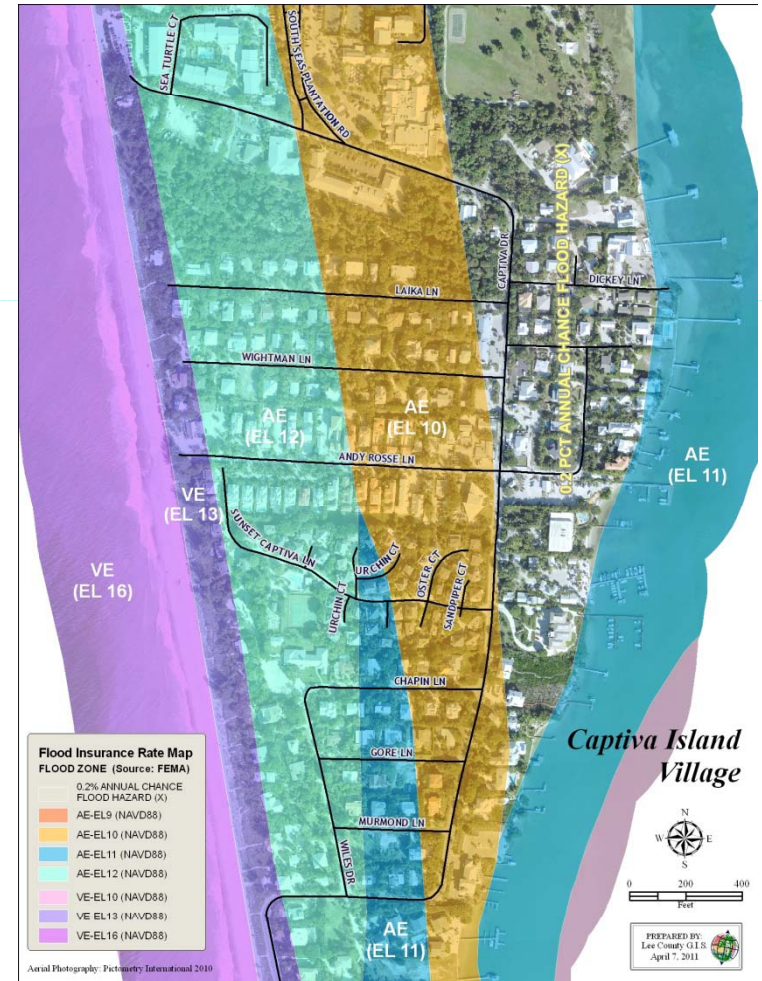 SEA TURTLE CT
SOUTH SEAS PLANTATION RD
CAPTIVA DR
0.2 PCT ANNUAL CHANCE FLOOD HAZARD (X)
DICKEY LN
LAIKA LN
WIGHTMAN LN
AE
(EL 12)
AE
(EL 10)
ANDY ROSSE LN
AE
(EL 11)
VE
(EL 13)
SUNSET CAPTIVA LN
VE
(EL 16)
URCHIN CT
URCHIN CT
OSTER CT
SANDPIPER CT
CHAPIN LN
GORE LN
MURMOND LN
WILES DR
AE
(EL 11)
Captiva Island
Village
Flood Insurance Rate Map
FLOOD ZONE (Source: FEMA)
0.2% ANNUAL CHANCE
FLOOD HAZARD (X)
AE-EL9 (NAVD88)
AE-EL10 (NAVD88)
AE-EL11 (NAVD88)
AE-EL12 (NAVD88)
VE-EL10 (NAVD88)
VE-EL13 (NAVD88)
VE-EL16 (NAVD88)
N
W E
S
0 200 400
Feet
PREPARED BY:
Lee County G.I.S.
April 7, 2011
Aerial Photography: Pictometry International 2010